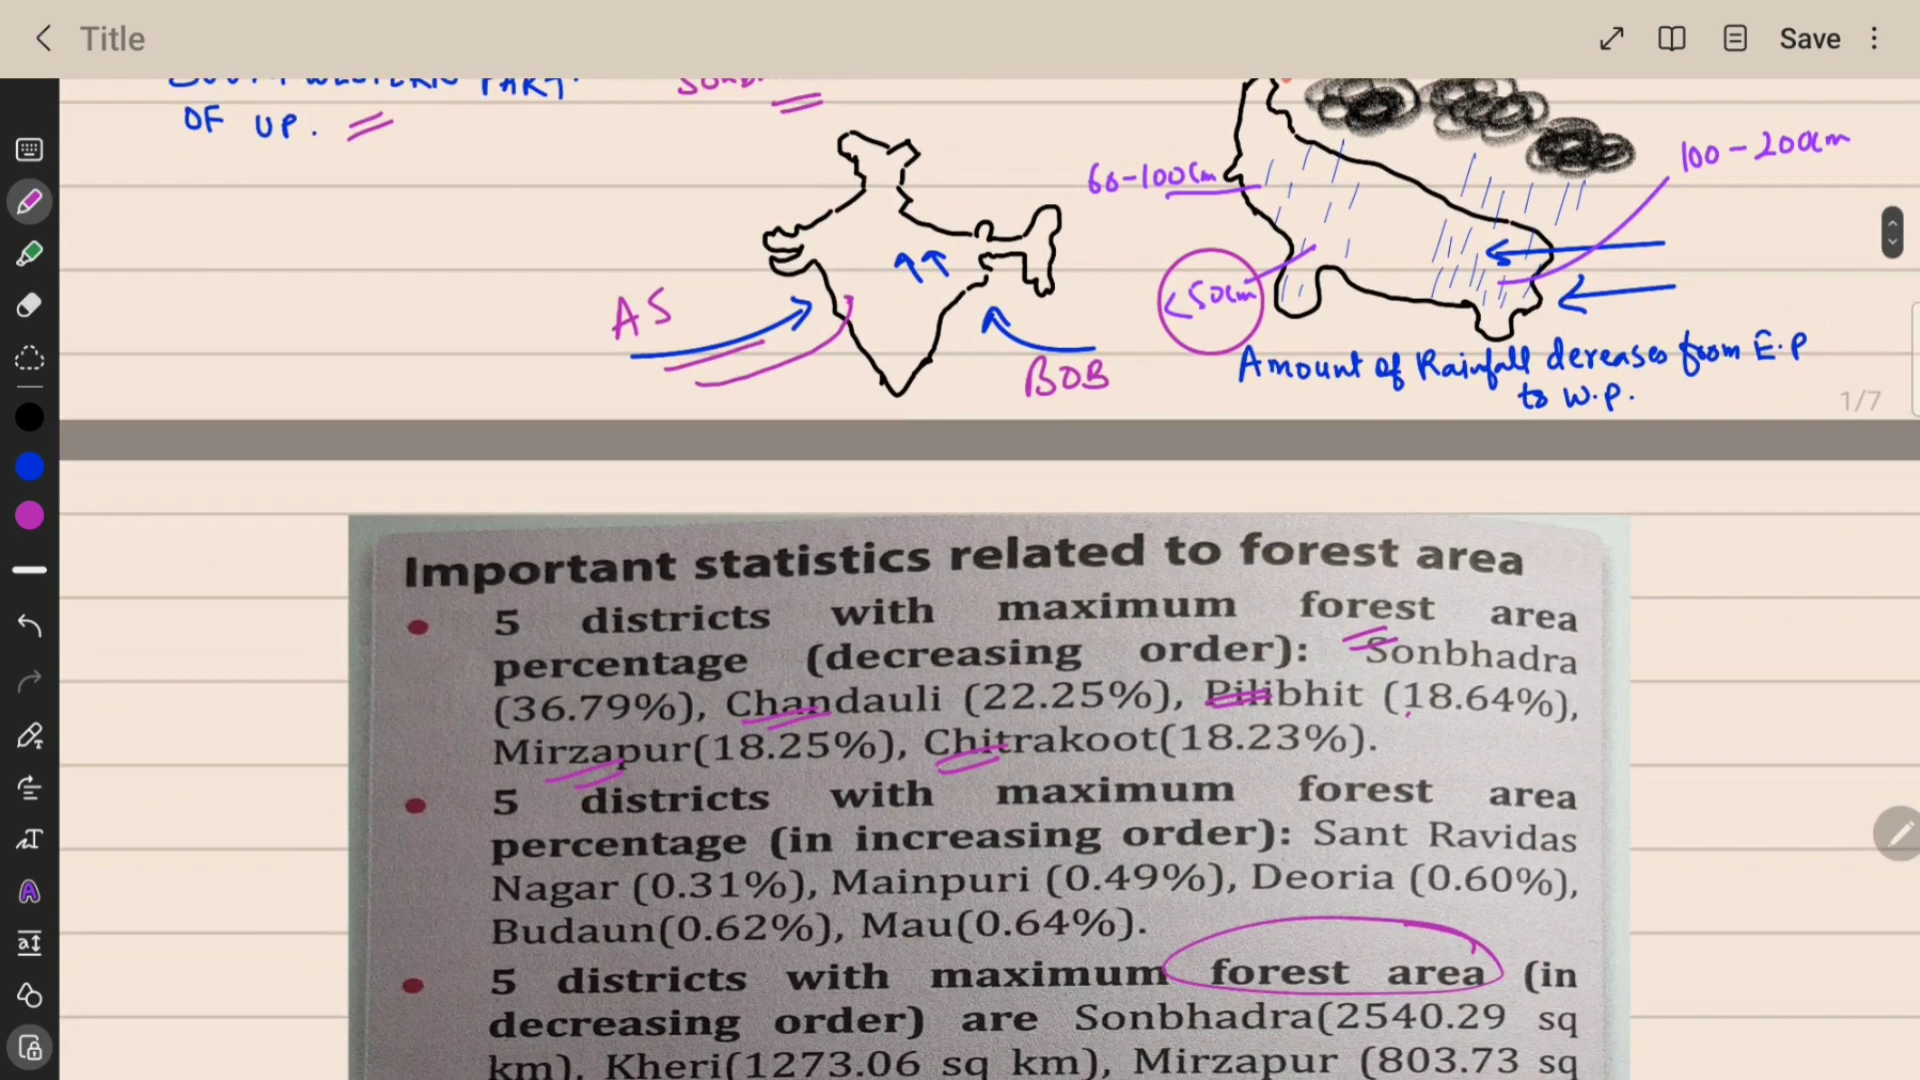 Title
Save
SOUTHWESTERN PART
OF UP.
60-100Cm
100-200Cm
AS
<50cm
BOB
Amount of Rainfall dereases from E.P
to W.P.
1/7
Important statistics related to forest area
5 districts with maximum forest area
percentage (decreasing order): Sonbhadra
(36.79%), Chandauli (22.25%), Pilibhit (18.64%),
Mirzapur(18.25%), Chitrakoot(18.23%).
5 districts with maximum forest area
percentage (in increasing order): Sant Ravidas
Nagar (0.31%), Mainpuri (0.49%), Deoria (0.60%),
Budaun(0.62%), Mau(0.64%).
5 districts with maximum forest area (in
decreasing order) are Sonbhadra(2540.29 sq
km), Kheri(1273.06 sq km), Mirzapur (803.73 sq